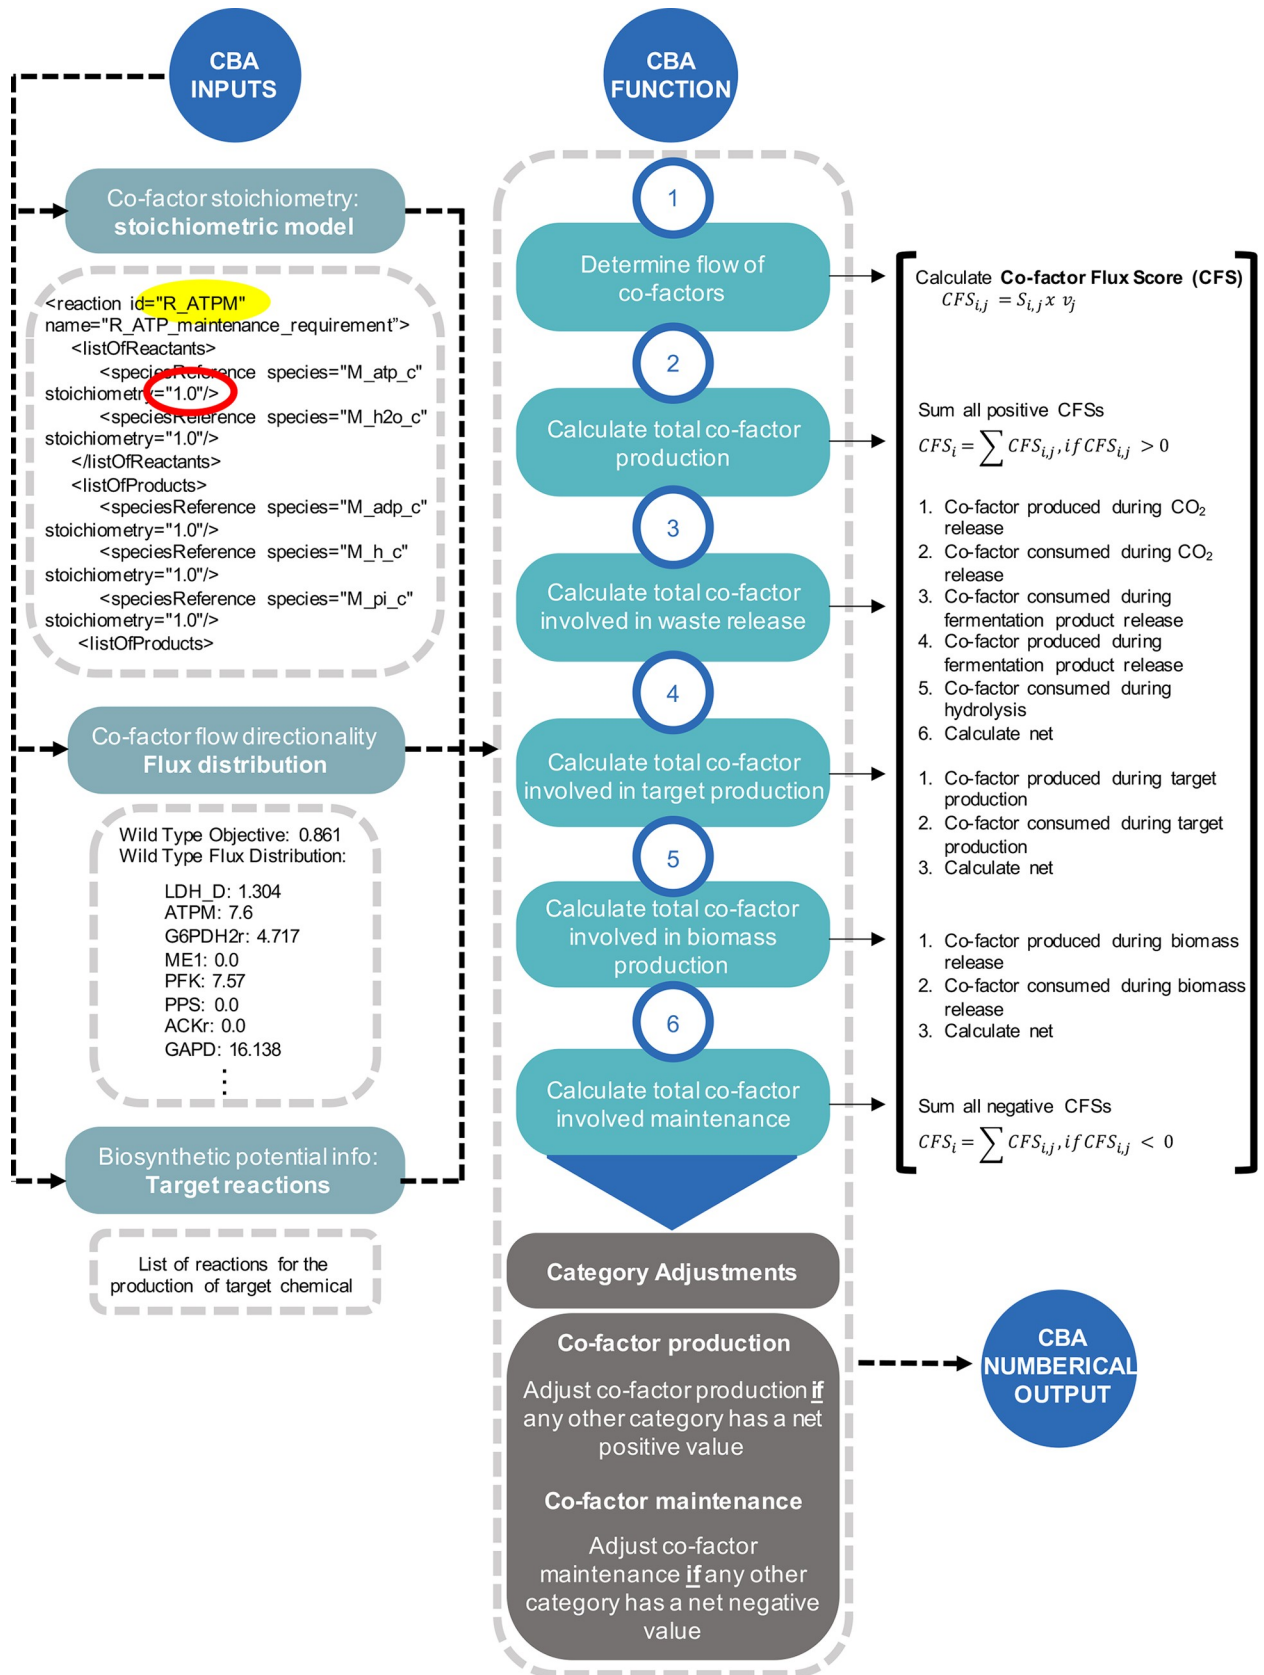 CBA
INPUTS
Co-factor stoichiometry:
stoichiometric model
<reaction id="R_ATPM"
name="R_ATP_maintenance_requirement”>
<listOfReactants>
<speciesReference species="M_atp_c"
stoichiometry="1.0"/>
<speciesReference species="M_h2o_c"
stoichiometry="1.0"/>
</listOfReactants>
<listOfProducts>
<speciesReference species="M_adp_c"
stoichiometry="1.0"/>
<speciesReference species="M_h_c"
stoichiometry="1.0"/>
<speciesReference species="M_pi_c"
stoichiometry="1.0"/>
<listOfProducts>
Co-factor flow directionality
Flux distribution
Wild Type Objective: 0.861
Wild Type Flux Distribution:
LDH_D: 1.304
ATPM: 7.6
G6PDH2r: 4.717
ME1: 0.0
PFK: 7.57
PPS: 0.0
ACKr: 0.0
GAPD: 16.138
⋮
Biosynthetic potential info:
Target reactions
List of reactions for the
production of target chemical
CBA
FUNCTION
1
Determine flow of
co-factors
2
Calculate total co-factor
production
3
Calculate total co-factor
involved in waste release
4
Calculate total co-factor
involved in target production
5
Calculate total co-factor
involved in biomass
production
6
Calculate total co-factor
involved maintenance
Category Adjustments
Co-factor production
Adjust co-factor production if
any other category has a net
positive value
Co-factor maintenance
Adjust co-factor
maintenance if any other
category has a net negative
value
Calculate Co-factor Flux Score (CFS)
CFS_{i,j} = S_{i,j} x v_j
Sum all positive CFSs
CFS_i = ∑ CFS_{i,j}, if CFS_{i,j} > 0
1. Co-factor produced during CO₂
release
2. Co-factor consumed during CO₂
release
3. Co-factor consumed during
fermentation product release
4. Co-factor produced during
fermentation product release
5. Co-factor consumed during
hydrolysis
6. Calculate net
1. Co-factor produced during target
production
2. Co-factor consumed during target
production
3. Calculate net
1. Co-factor produced during biomass
release
2. Co-factor consumed during biomass
release
3. Calculate net
Sum all negative CFSs
CFS_i = ∑ CFS_{i,j}, if CFS_{i,j} < 0
CBA
NUMBERICAL
OUTPUT